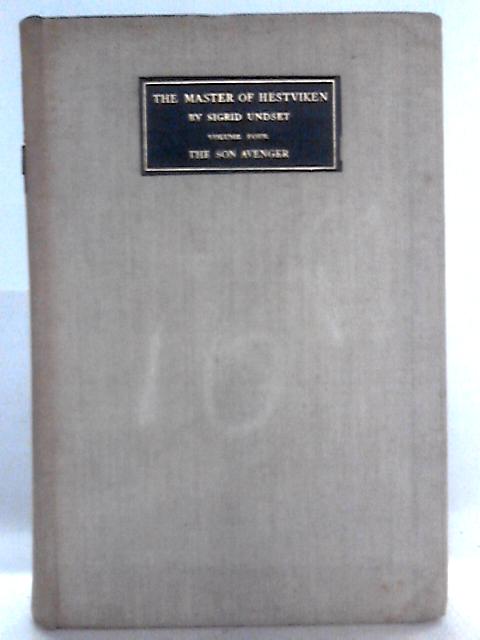 THE MASTER OF HESTVIKEN
BY SIGRID UNDSET
VOLUME FOUR
THE SON AVENGER